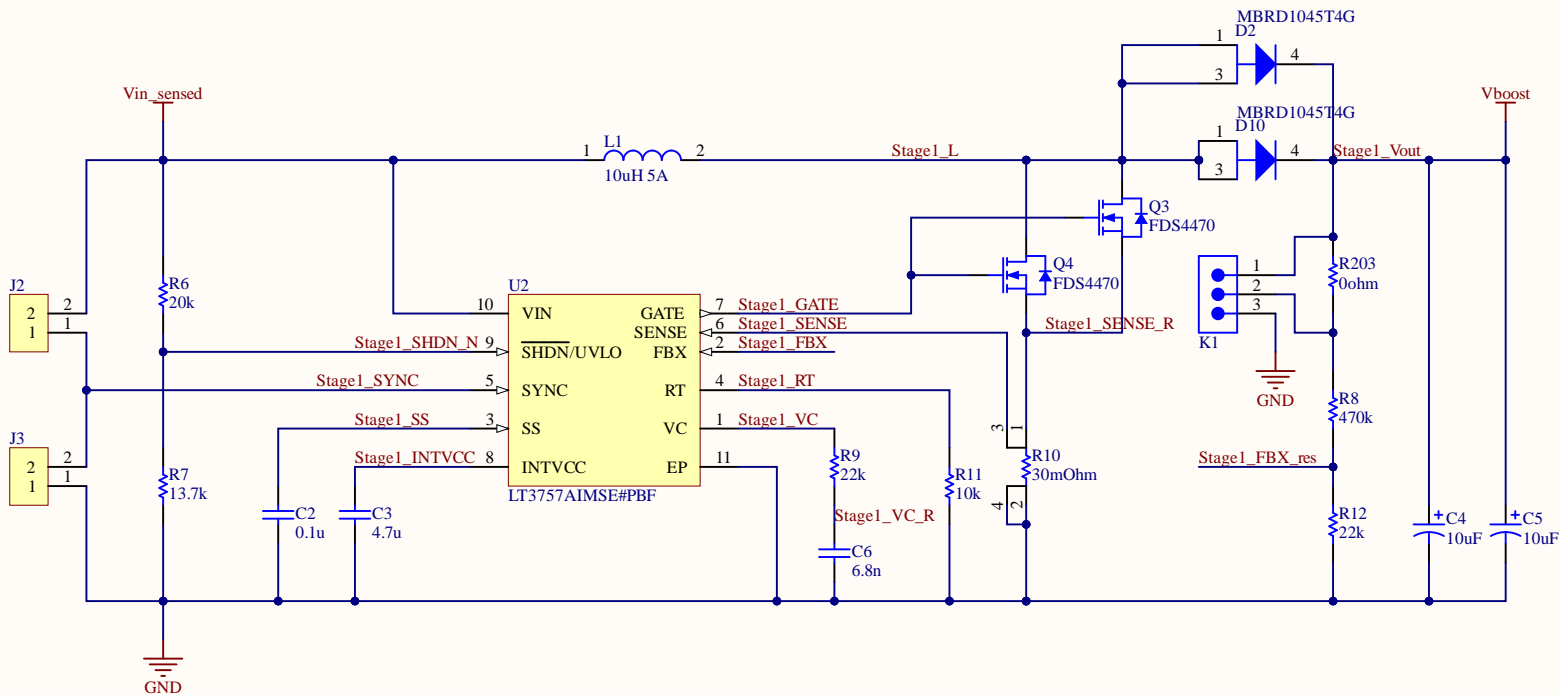 MBRD1045T4G
D2
1
3
4
Vin_sensed
Vboost
MBRD1045T4G
D10
1
3
4
L1
1
2
10uH 5A
Stage1_L
Stage1_Vout
Q3
FDS4470
Q4
FDS4470
J2
2
1
2
1
R6
20k
U2
10
VIN
GATE
7
Stage1_GATE
SENSE
6
Stage1_SENSE
Stage1_SENSE_R
Stage1_SHDN_N
9
SHDN/UVLO
FBX
2
Stage1_FBX
Stage1_SYNC
5
SYNC
RT
4
Stage1_RT
Stage1_SS
3
SS
VC
1
Stage1_VC
Stage1_INTVCC
8
INTVCC
EP
11
LT3757AIMSE#PBF
1
2
3
K1
GND
R203
0ohm
R8
470k
Stage1_FBX_res
R12
22k
J3
2
1
2
1
R7
13.7k
C2
0.1u
C3
4.7u
R9
22k
Stage1_VC_R
C6
6.8n
R11
10k
3
1
R10
30mOhm
4
2
+
C4
10uF
+
C5
10uF
GND